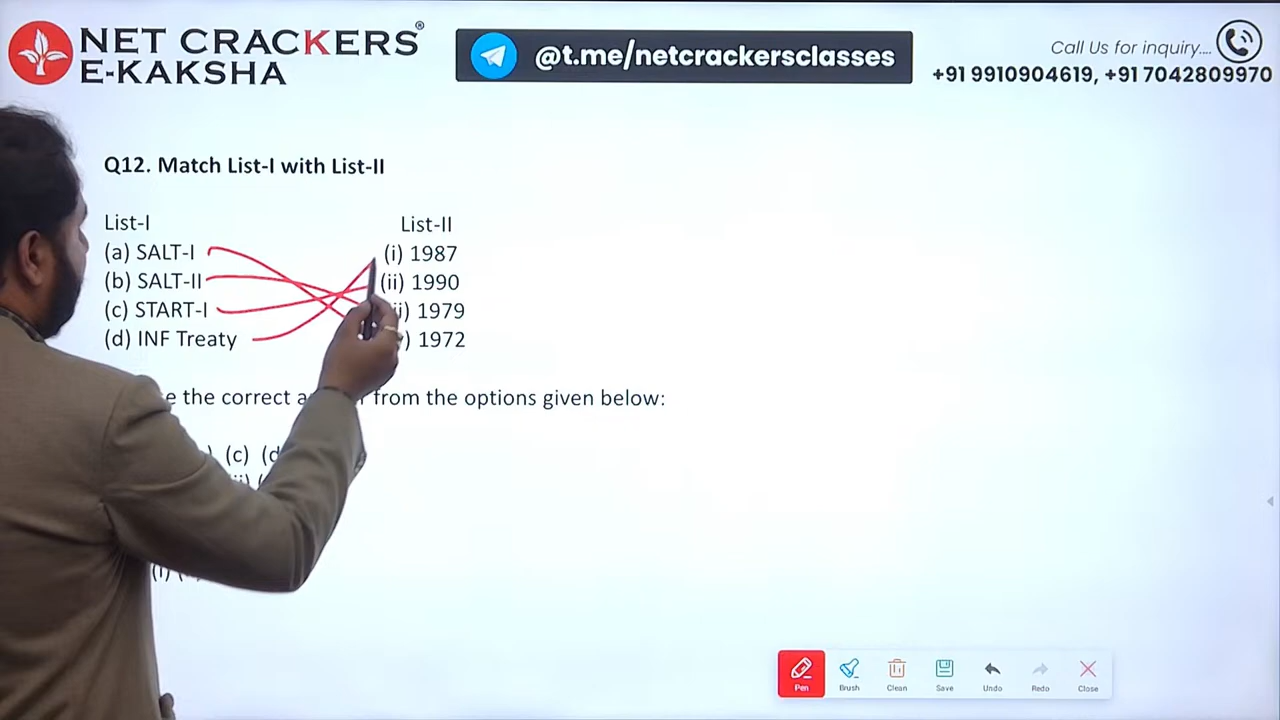 NET CRACKERS®
E-KAKSHA
@t.me/netcrackersclasses
Call Us for inquiry....
+91 9910904619, +91 7042809970
Q12. Match List-I with List-II
List-I List-II
(a) SALT-I (i) 1987
(b) SALT-II (ii) 1990
(c) START-I 1979
(d) INF Treaty 1972
the correct from the options given below:
(c)
Pen Brush Clean Save Undo Redo Close